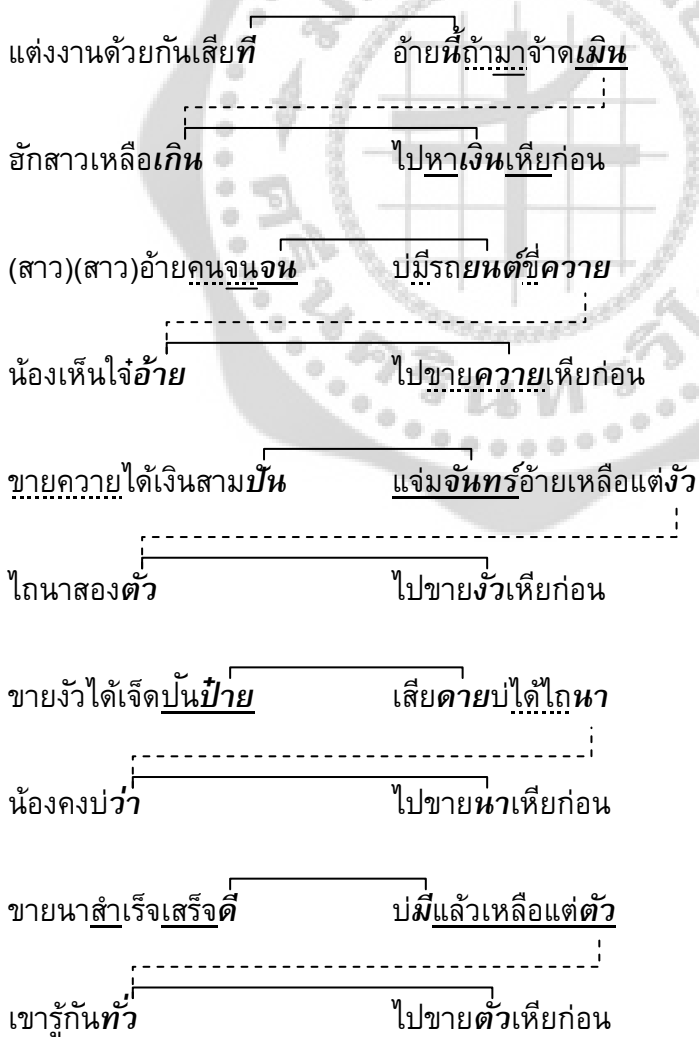 แต่งงานด้วยกันเสียที อ้ายนี้ถ้ามาจ้าดเมิน
ฮักสาวเหลือเกิน ไปหาเงินเหียก่อน
(สาว)(สาว)อ้ายคนจนจน บ่มีรถยนต์ขี่ควาย
น้องเห็นใจ๋อ้าย ไปขายควายเหียก่อน
ขายควายได้เงินสามปัน แจ่มจันทร์อ้ายเหลือแต่งัว
ไถนาสองตัว ไปขายงัวเหียก่อน
ขายงัวได้เจ็ดปันป๋าย เสียดายบ่ได้ไถนา
น้องคงบ่ว่า ไปขายนาเหียก่อน
ขายนาสำเร็จเสร็จดี บ่มีแล้วเหลือแต่ตัว
เขารู้กันทั่ว ไปขายตัวเหียก่อน